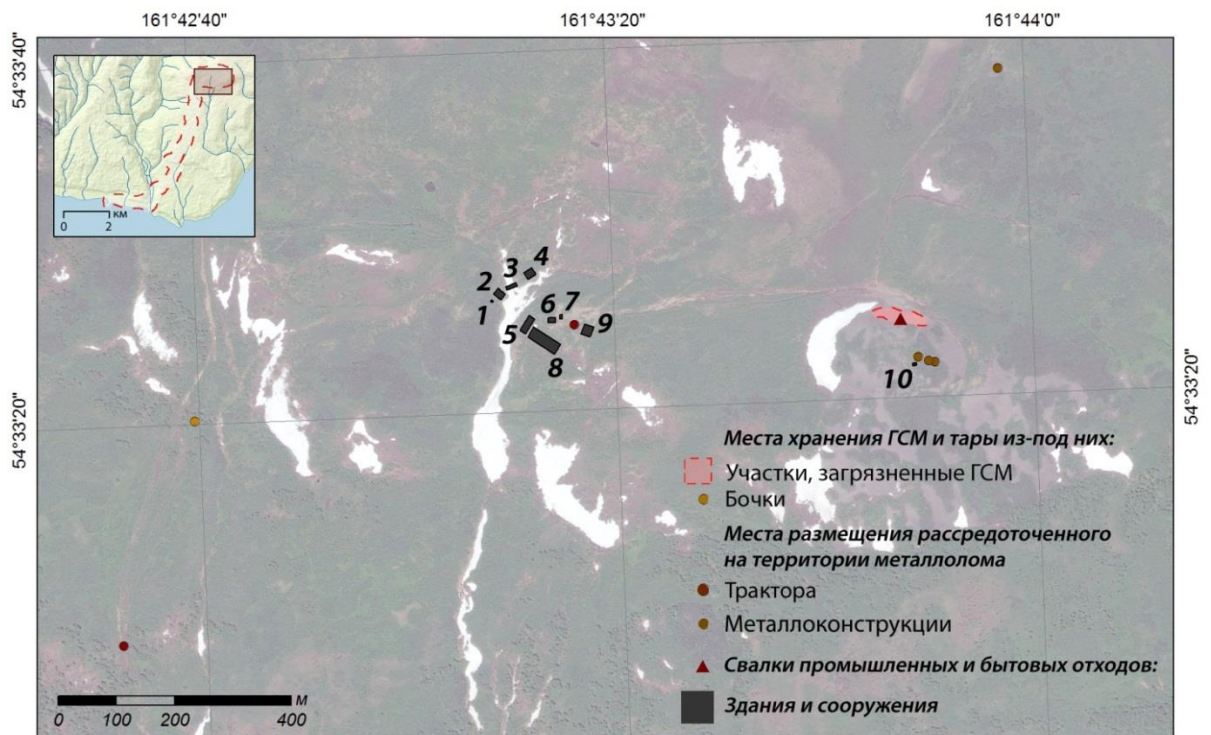 161°42'40"
161°43'20"
161°44'0"
54°33'40"
км
0
2
4
3
2
1
6
7
9
5
8
10
54°33'20"
54°33'20"
Места хранения ГСМ и тары из-под них:
Участки, загрязненные ГСМ
Бочки
Места размещения рассредоточенного
на территории металлолома
Трактора
Металлоконструкции
Свалки промышленных и бытовых отходов:
Здания и сооружения
М
0
100
200
400